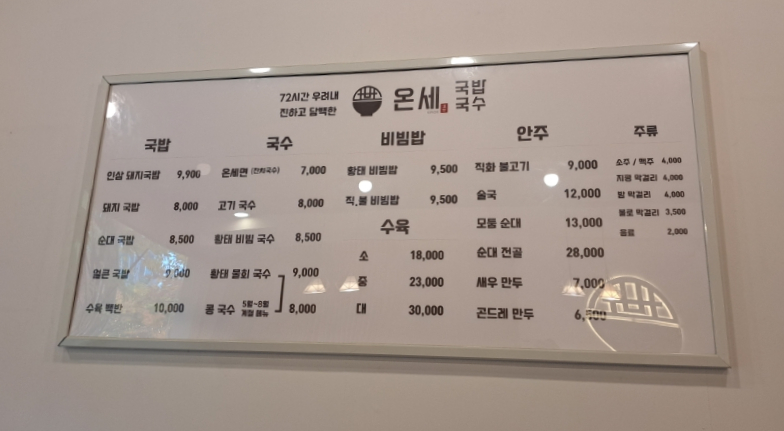 72시간 우려내
진하고 담백한
온세 국밥 국수
국밥
인삼 돼지국밥 9,900
돼지 국밥 8,000
순대 국밥 8,500
얼큰 국밥 9,000
수육 백반 10,000
국수
온세면 (잔치국수) 7,000
고기 국수 8,000
황태 비빔 국수 8,500
황태 물회 국수 9,000
콩 국수 8,000
5월~8월
계절 메뉴
비빔밥
황태 비빔밥 9,500
직.불 비빔밥 9,500
수육
소 18,000
중 23,000
대 30,000
안주
직화 불고기 9,000
술국 12,000
모둠 순대 13,000
순대 전골 28,000
새우 만두 7,000
곤드레 만두
주류
소주 / 맥주 4,000
지평 막걸리 4,000
밤 막걸리 4,000
불로 막걸리 3,500
음료 2,000